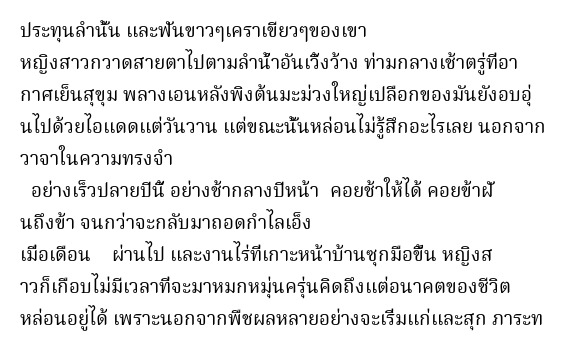 ประทุนลำนั้น และฟันขาวๆเคราเขียวๆของเขา
หญิงสาวกวาดสายตาไปตามลำน้ำอันเวิ้งว้าง ท่ามกลางเช้าตรู่ที่อา
กาศเย็นสุขุม พลางเอนหลังพิงต้นมะม่วงใหญ่เปลือกของมันยังอบอุ่
นไปด้วยไอแดดแต่วันวาน แต่ขณะนั้นหล่อนไม่รู้สึกอะไรเลย นอกจาก
วาจาในความทรงจำ
อย่างเร็วปลายปีนี้ อย่างช้ากลางปีหน้า คอยช้าให้ได้ คอยข้าฝั
นถึงข้า จนกว่าจะกลับมาถอดกำไลเอ็ง
เมื่อเดือน ผ่านไป และงานไร่ที่เกาะหน้าบ้านชุกมือขึ้น หญิงส
าวก็เกือบไม่มีเวลาที่จะมาหมกหมุ่นครุ่นคิดถึงแต่อนาคตของชีวิต
หล่อนอยู่ได้ เพราะนอกจากพืชผลหลายอย่างจะเริ่มแก่และสุก ภาระท